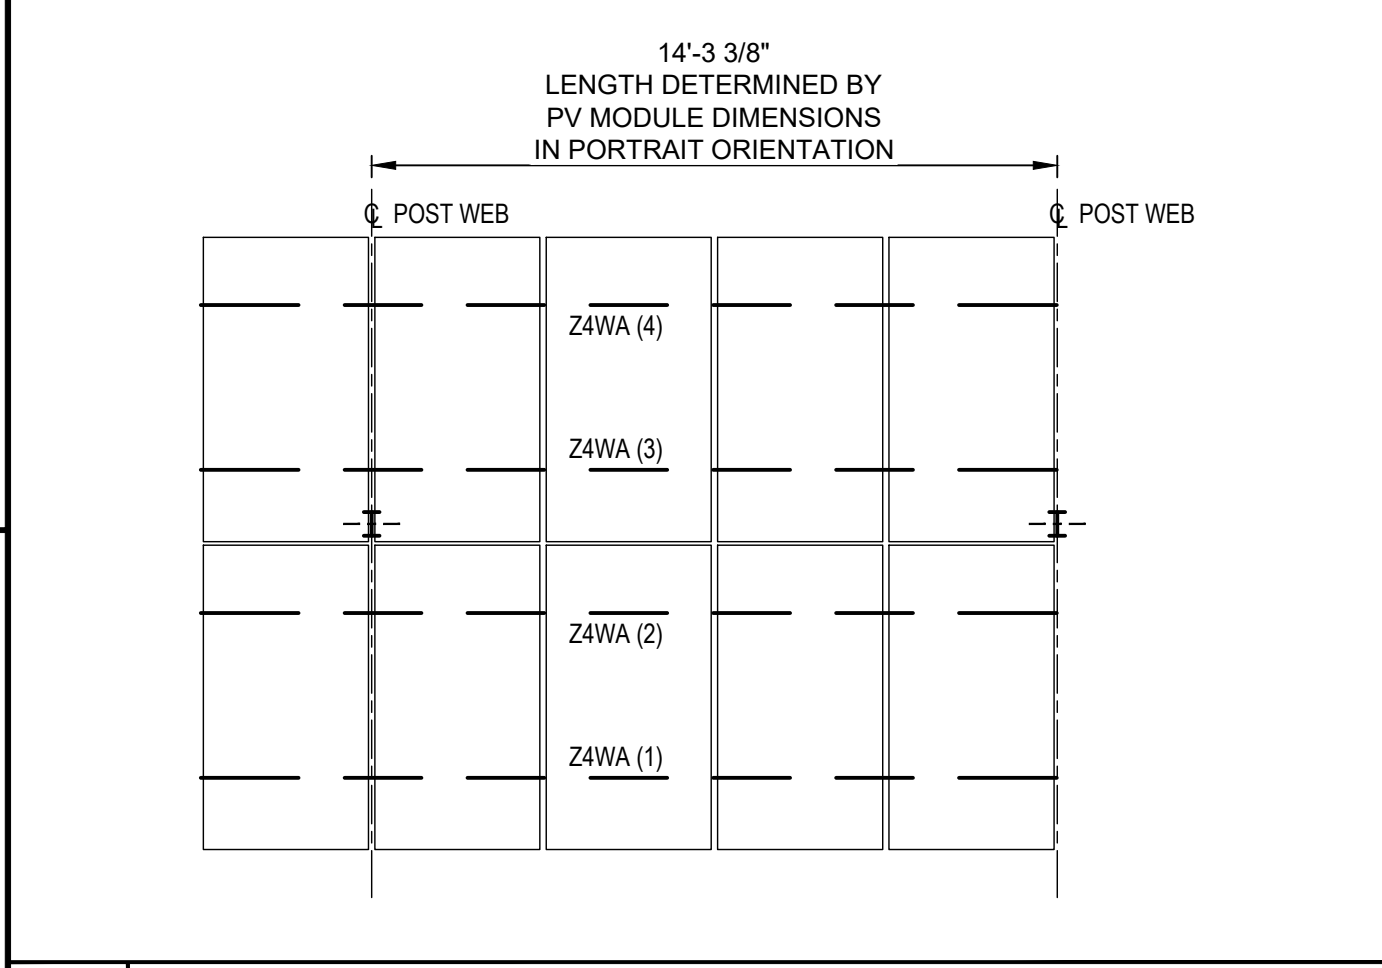 14'-3 3/8"
LENGTH DETERMINED BY
PV MODULE DIMENSIONS
IN PORTRAIT ORIENTATION
℄ POST WEB
℄ POST WEB
Z4WA (4)
Z4WA (3)
Z4WA (2)
Z4WA (1)